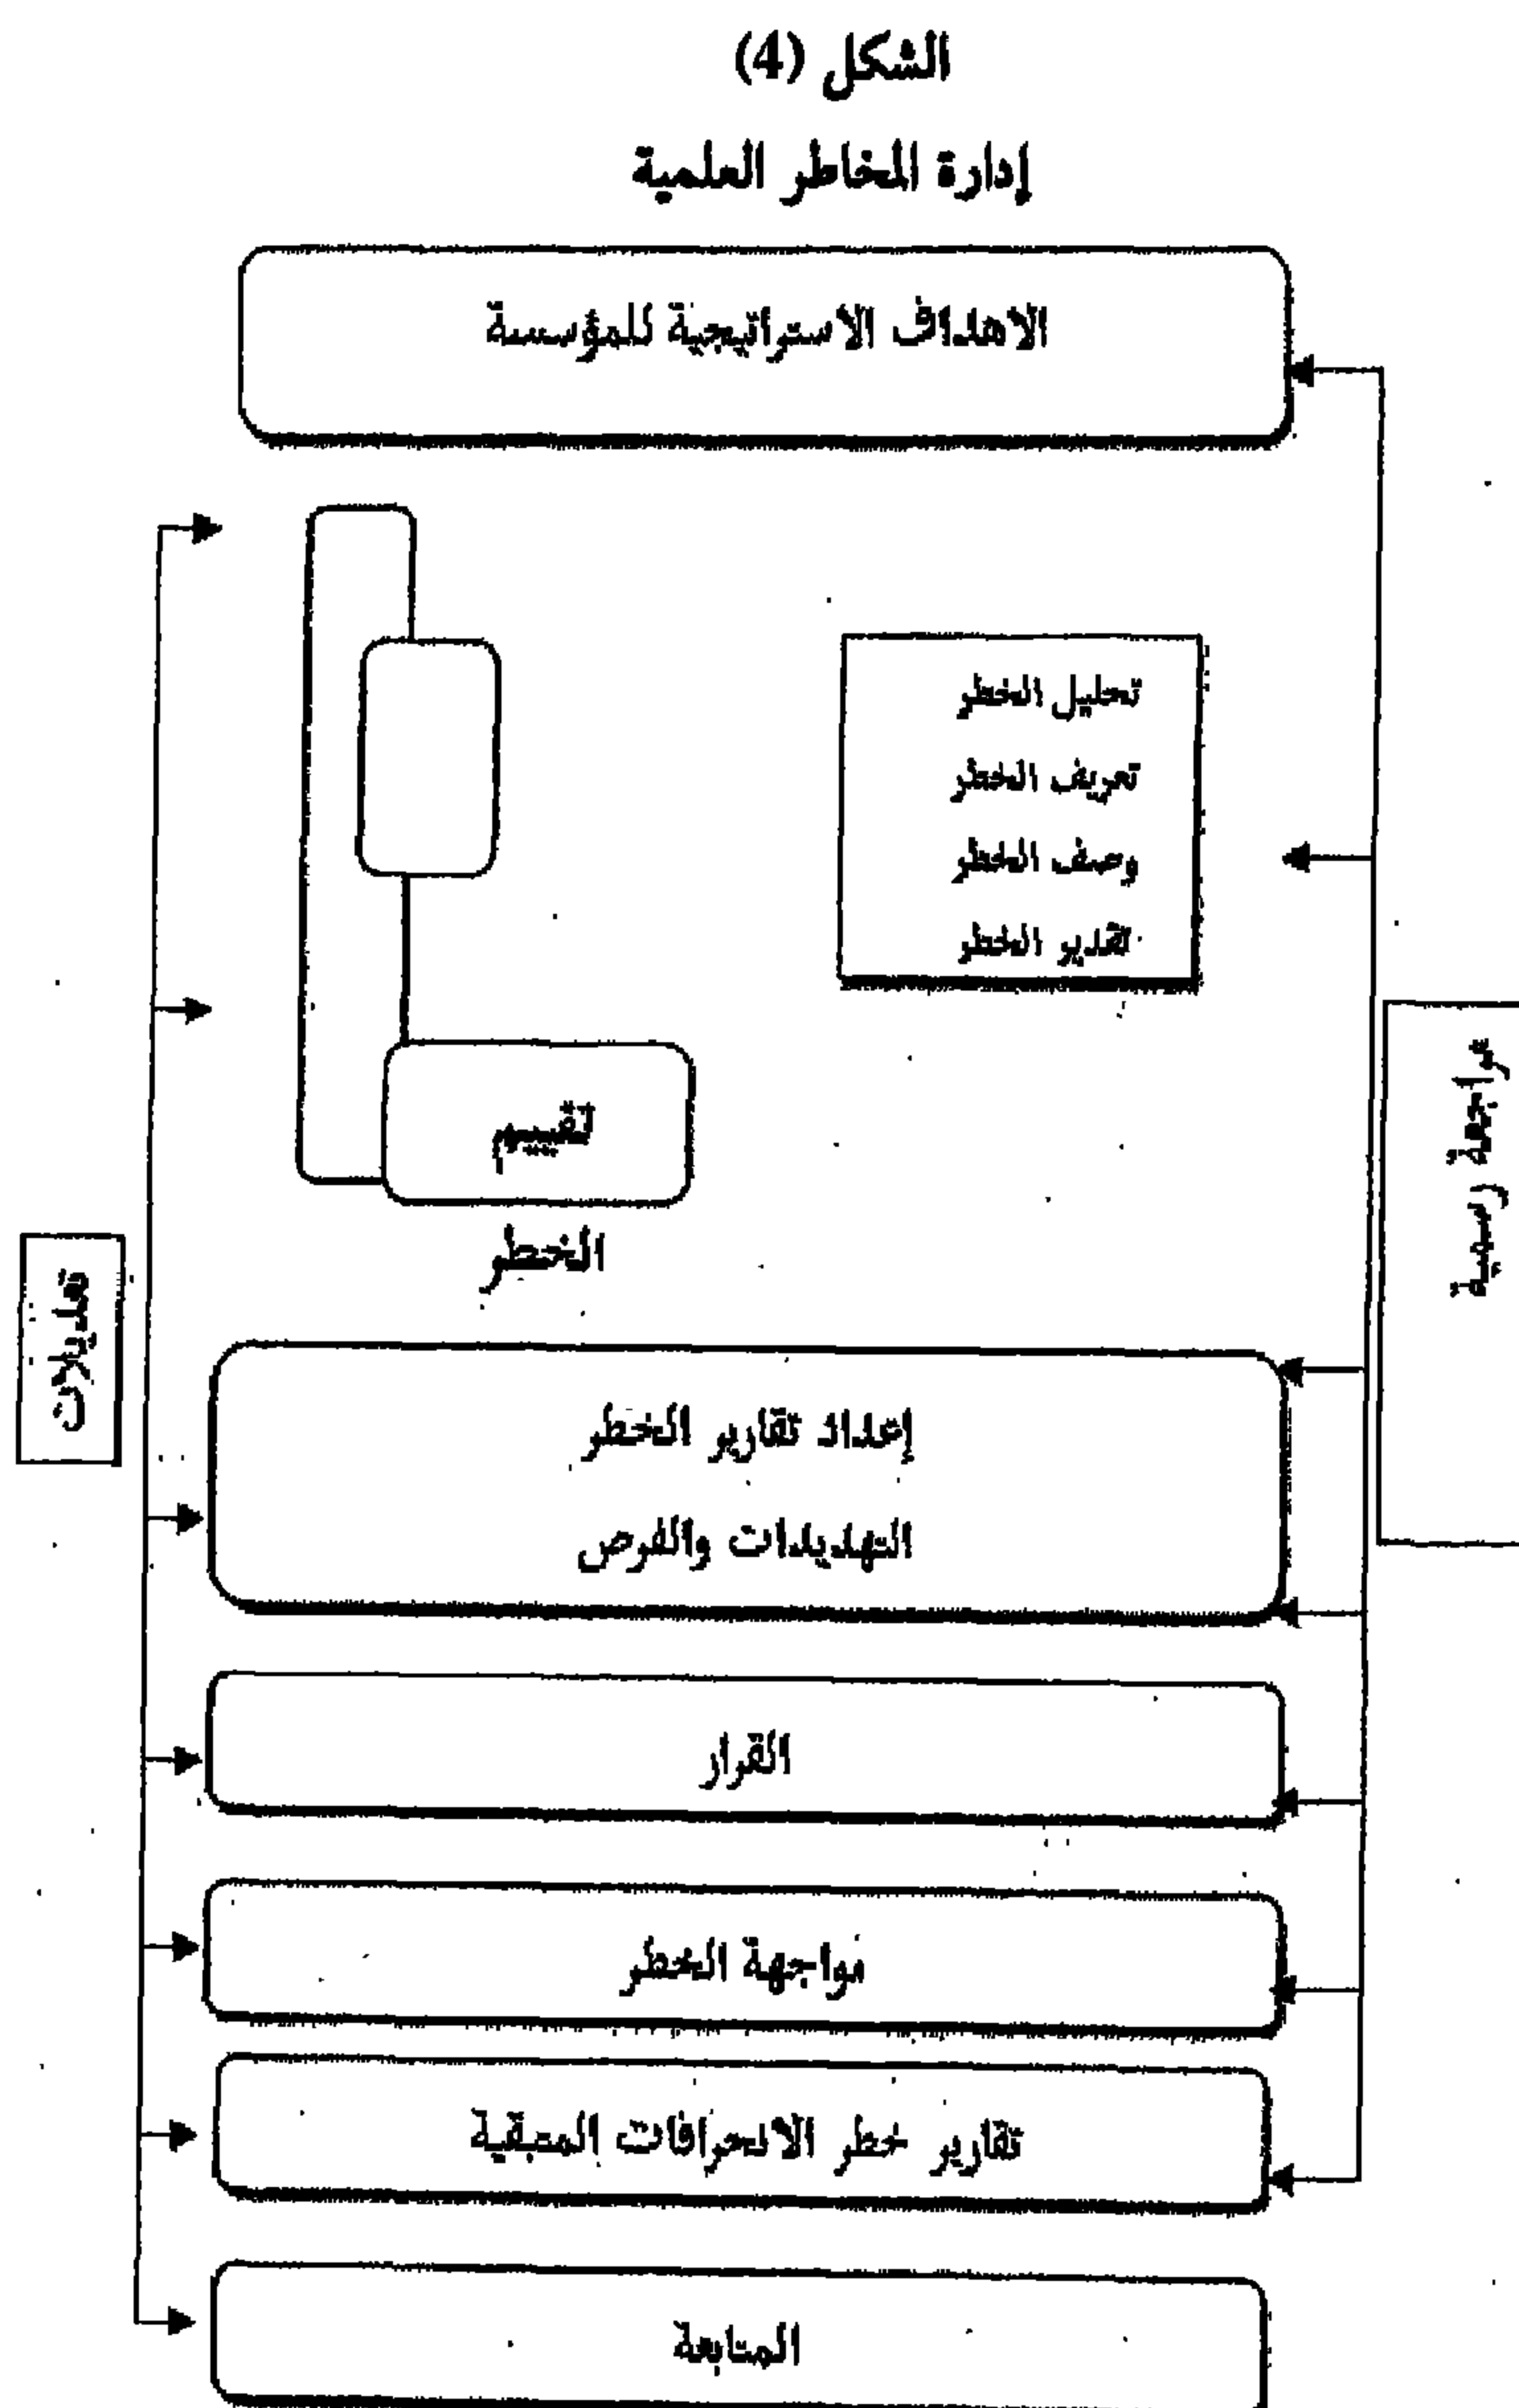 الشكل (4)
إدارة المخاطر العلمية
الاهداف الاستراتيجية للمؤسسة
تحليل الخطر
تعريف الخطر
وصف الخطر
تقدير الخطر
مراجعة رسمية
تقييم
الخطر
تعديلات
إعداد تقارير الخطر
التهديدات والفرص
القرار
مواجهة الخطر
تقارير خطر الانحرافات المتبقية
المتابعة